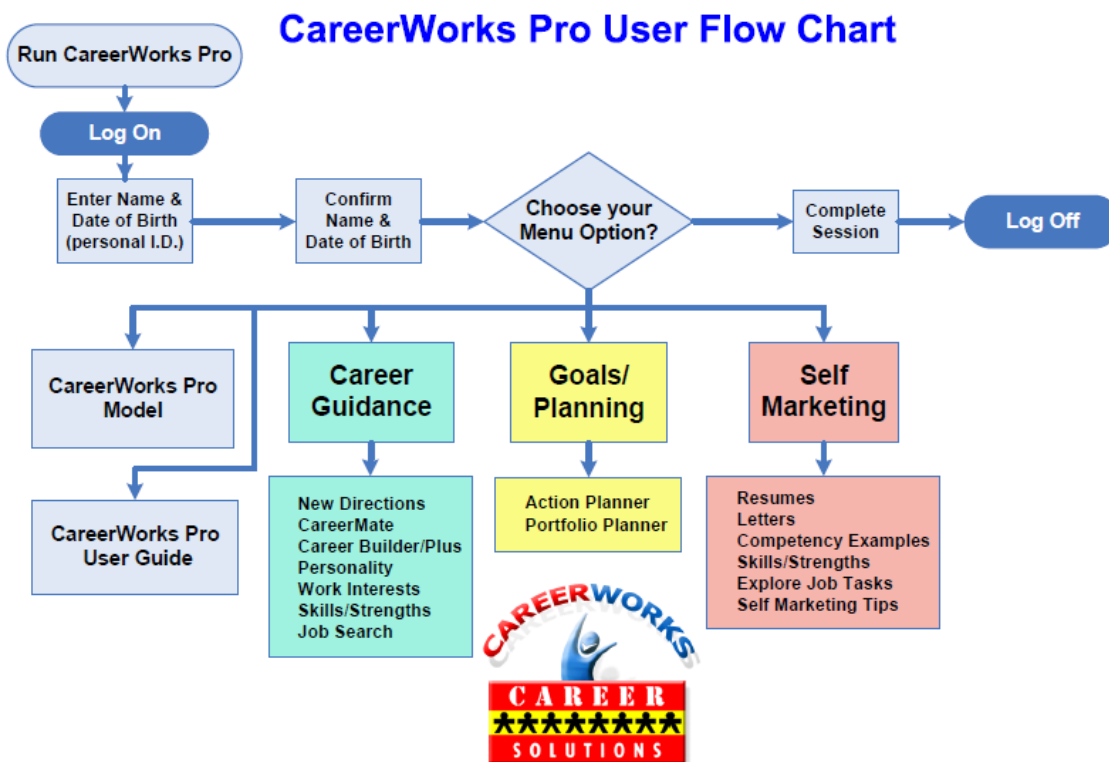 CareerWorks Pro User Flow Chart
Run CareerWorks Pro
Log On
Enter Name &
Date of Birth
(personal I.D.)
Confirm
Name &
Date of Birth
Choose your
Menu Option?
Complete
Session
Log Off
CareerWorks Pro
Model
CareerWorks Pro
User Guide
Career
Guidance
New Directions
CareerMate
Career Builder/Plus
Personality
Work Interests
Skills/Strengths
Job Search
Goals/
Planning
Action Planner
Portfolio Planner
Self
Marketing
Resumes
Letters
Competency Examples
Skills/Strengths
Explore Job Tasks
Self Marketing Tips
CAREERWORKS
CAREER
SOLUTIONS